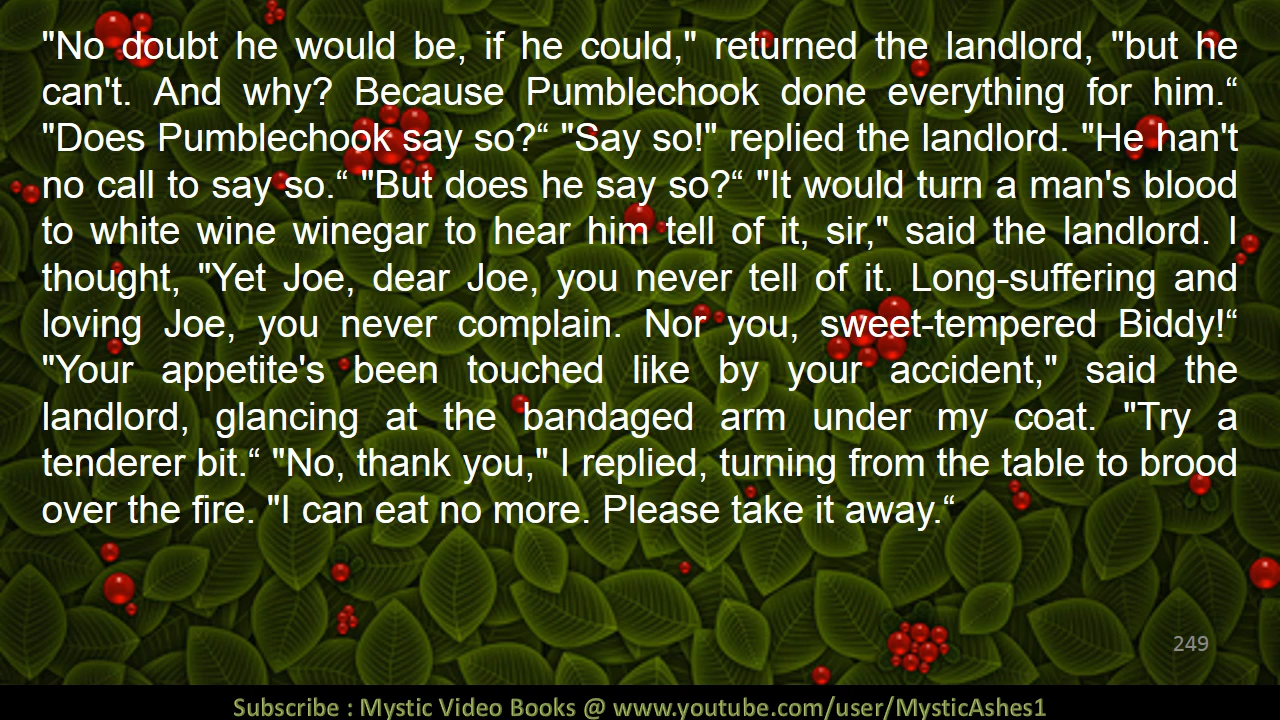 "No doubt he would be, if he could," returned the landlord, "but he
can't. And why? Because Pumblechook done everything for him.“
"Does Pumblechook say so?“ "Say so!" replied the landlord. "He han't
no call to say so.“ "But does he say so?“ "It would turn a man's blood
to white wine winegar to hear him tell of it, sir," said the landlord. I
thought, "Yet Joe, dear Joe, you never tell of it. Long-suffering and
loving Joe, you never complain. Nor you, sweet-tempered Biddy!“
"Your appetite's been touched like by your accident," said the
landlord, glancing at the bandaged arm under my coat. "Try a
tenderer bit.“ "No, thank you," I replied, turning from the table to brood
over the fire. "I can eat no more. Please take it away.“
249
Subscribe : Mystic Video Books @ www.youtube.com/user/MysticAshes1